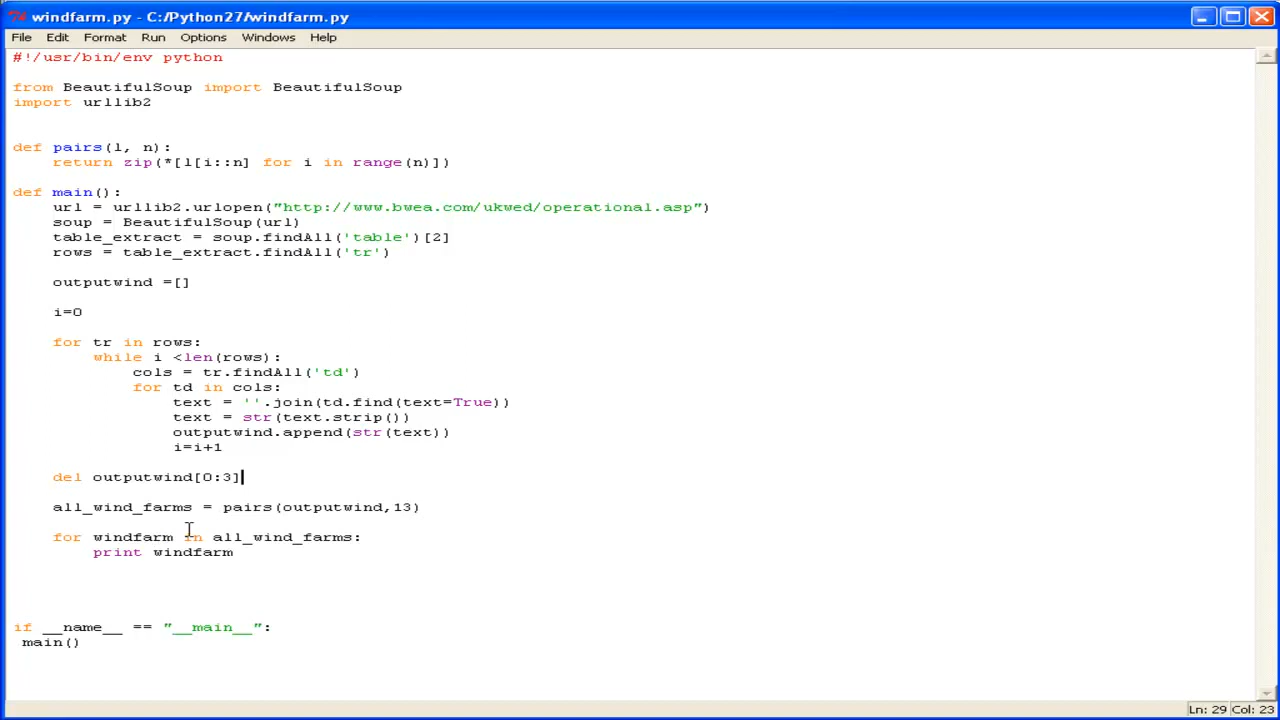 windfarm.py - C:/Python27/windfarm.py
File Edit Format Run Options Windows Help
#!/usr/bin/env python
from BeautifulSoup import BeautifulSoup
import urllib2
def pairs(l, n):
    return zip(*[l[i::n] for i in range(n)])
def main():
    url = urllib2.urlopen("http://www.bwea.com/ukwed/operational.asp")
    soup = BeautifulSoup(url)
    table_extract = soup.findAll('table')[2]
    rows = table_extract.findAll('tr')
    outputwind =[]
    i=0
    for tr in rows:
        while i <len(rows):
            cols = tr.findAll('td')
            for td in cols:
                text = ''.join(td.find(text=True))
                text = str(text.strip())
                outputwind.append(str(text))
                i=i+1
    del outputwind[0:3]
    all_wind_farms = pairs(outputwind,13)
    for windfarm in all_wind_farms:
        print windfarm
if __name__ == "__main__":
 main()
Ln: 29 Col: 23